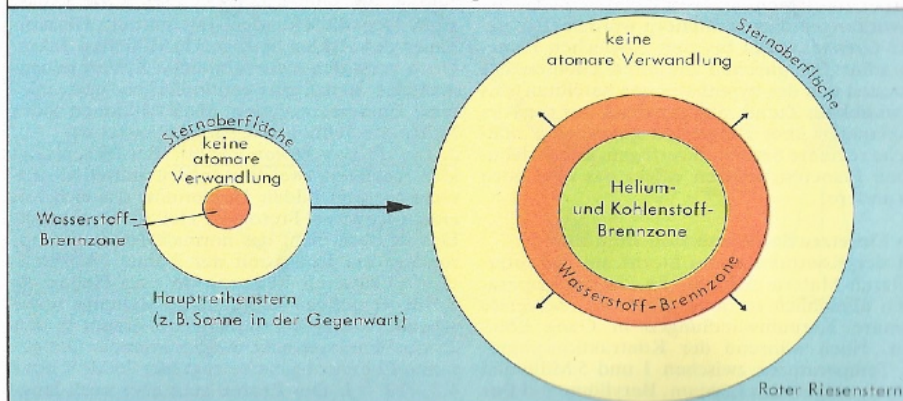 Sternoberfläche
keine
atomare
Verwandlung
Wasserstoff-
Brennzone
Hauptreihenstern
(z.B. Sonne in der Gegenwart)
Sternoberfläche
keine
atomare Verwandlung
Helium-
und Kohlenstoff-
Brennzone
Wasserstoff-Brennzone
Roter Riesenstern